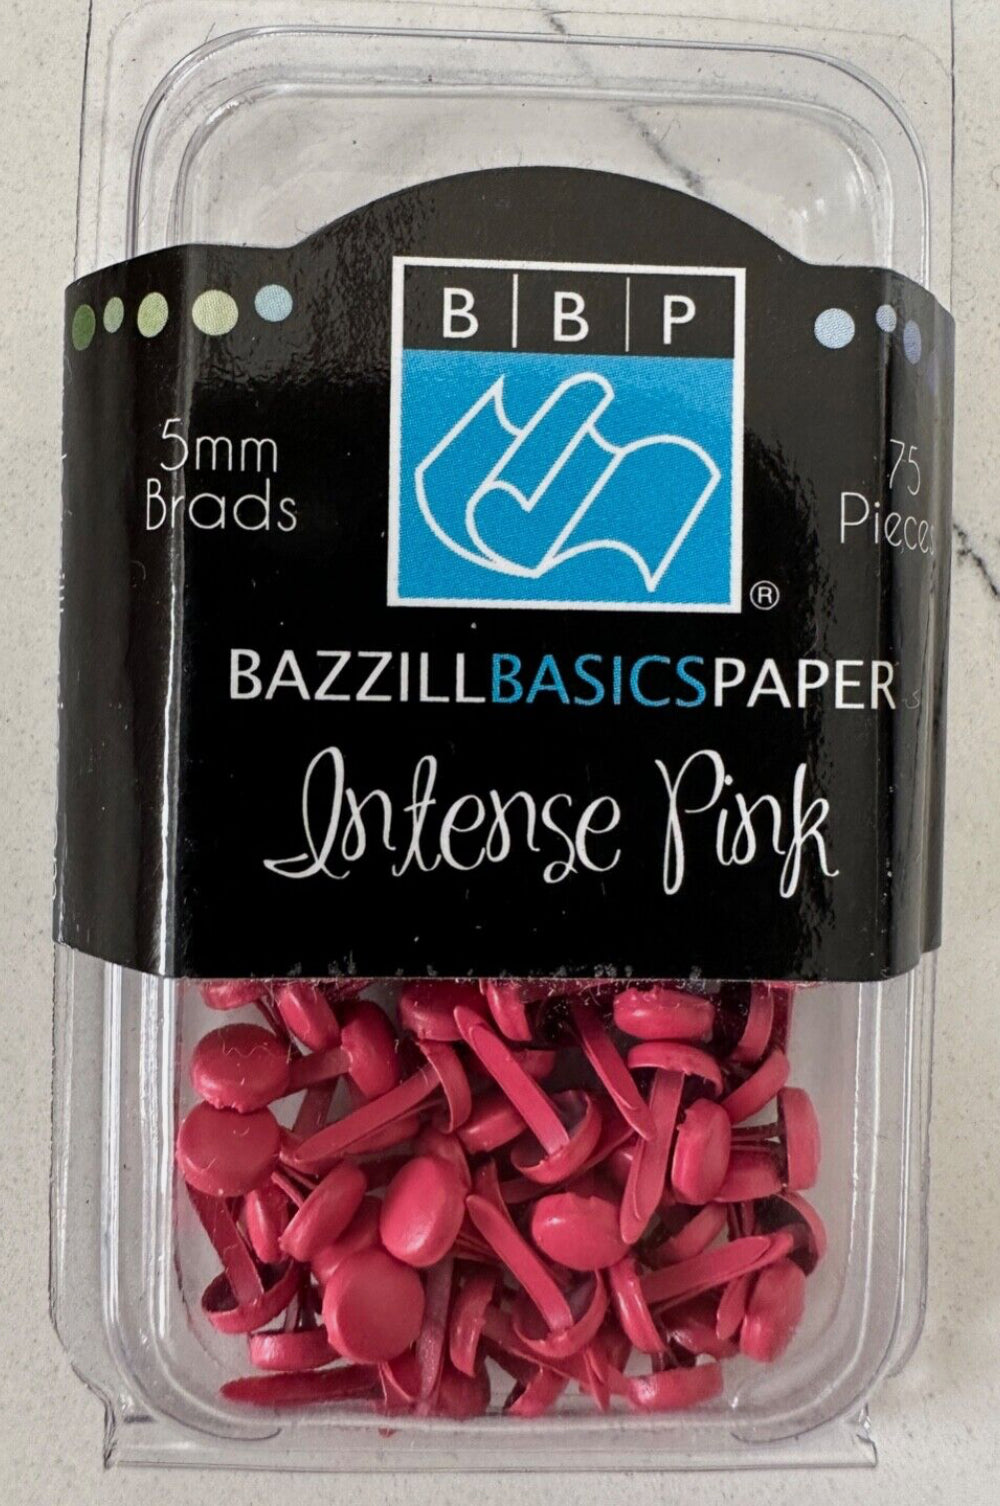 B B P
5mm
Brads
75
Pieces
®
BAZZILLBASICSPAPER
Intense Pink